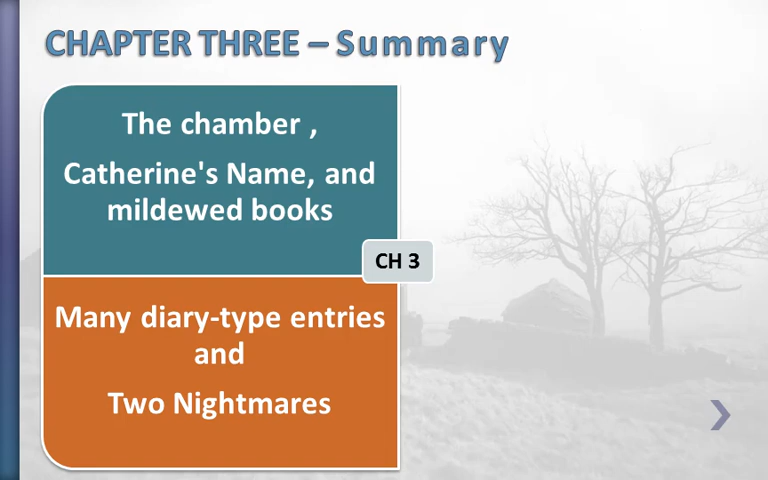 CHAPTER THREE – Summary
The chamber ,
Catherine's Name, and
mildewed books
CH 3
Many diary-type entries
and
Two Nightmares